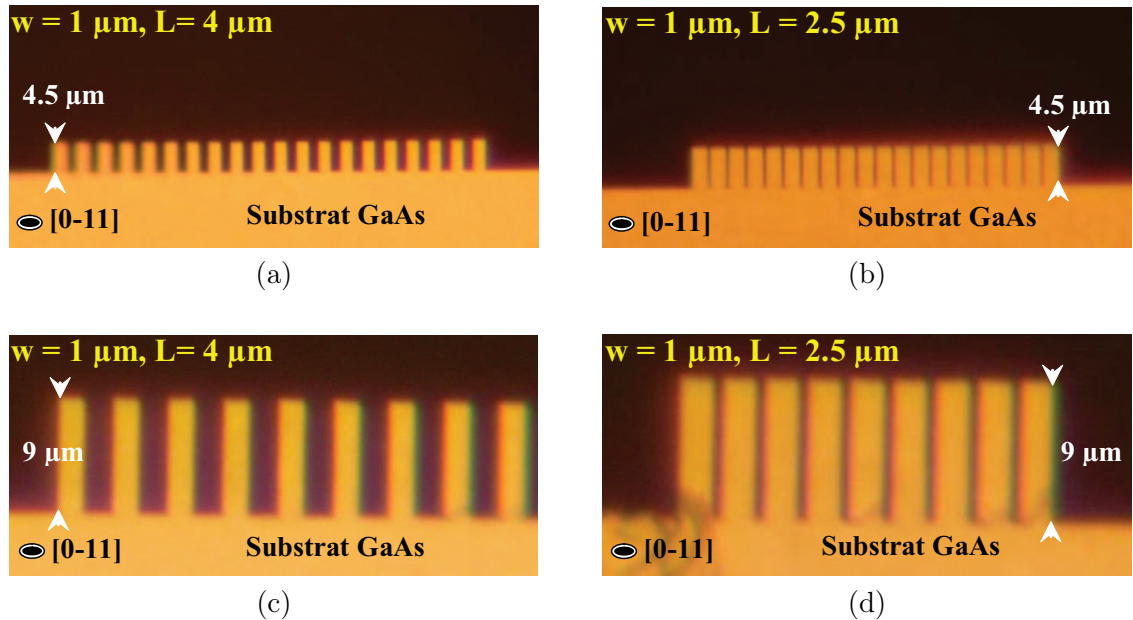 w = 1 µm, L= 4 µm
4.5 µm
[0-11]
Substrat GaAs
(a)
w = 1 µm, L = 2.5 µm
4.5 µm
[0-11]
Substrat GaAs
(b)
w = 1 µm, L= 4 µm
9 µm
[0-11]
Substrat GaAs
(c)
w = 1 µm, L = 2.5 µm
9 µm
[0-11]
Substrat GaAs
(d)